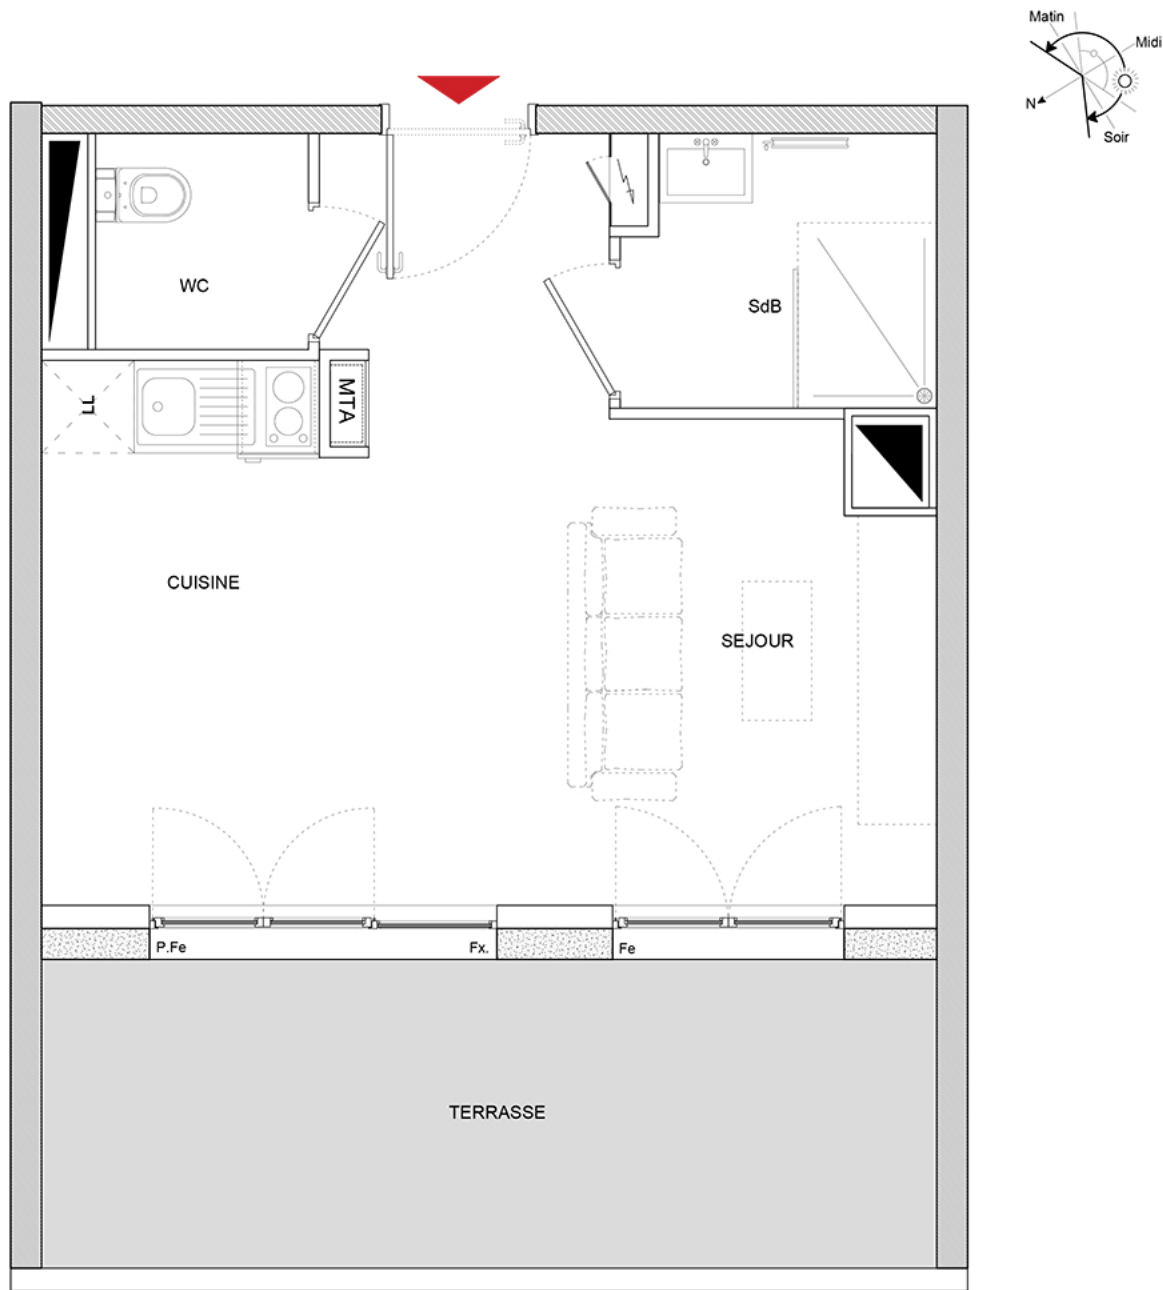 Matin
Midi
N
Soir
WC
SdB
LL
MTA
CUISINE
SEJOUR
P.Fe
Fx.
Fe
TERRASSE